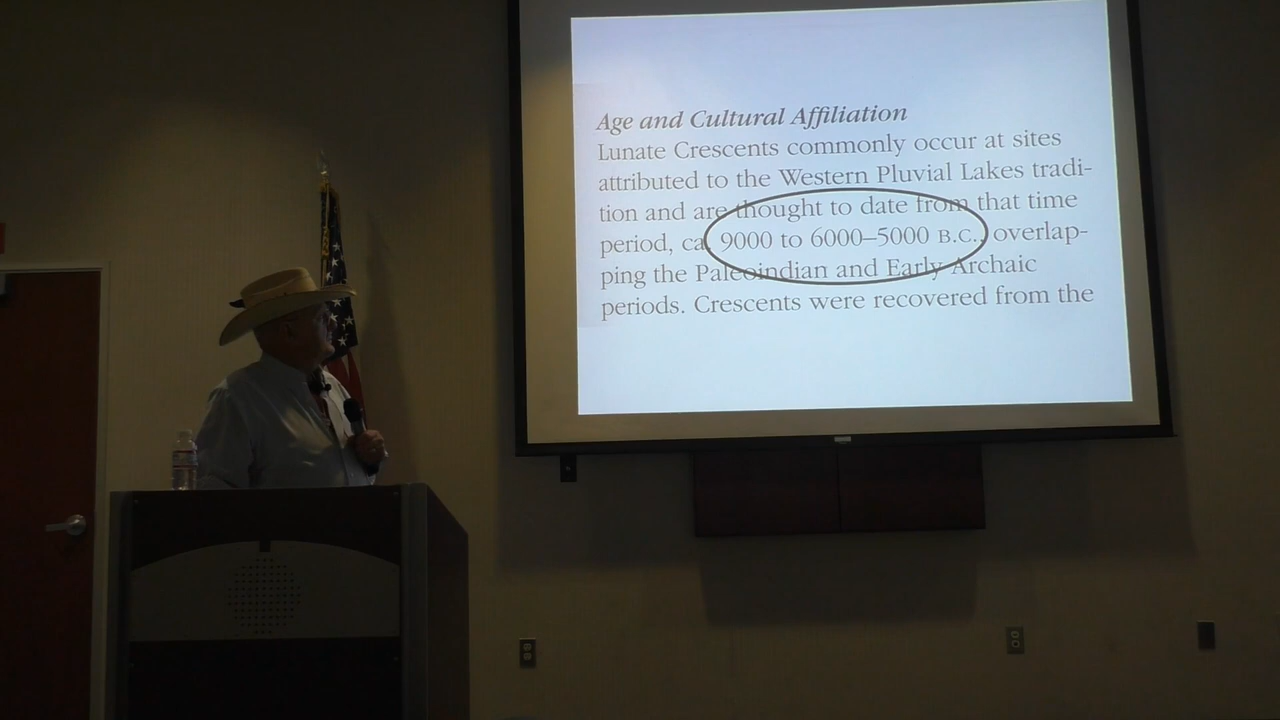 Age and Cultural Affiliation
Lunate Crescents commonly occur at sites
attributed to the Western Pluvial Lakes tradi-
tion and are thought to date from that time
period, ca. 9000 to 6000–5000 B.C., overlap-
ping the Paleoindian and Early Archaic
periods. Crescents were recovered from the